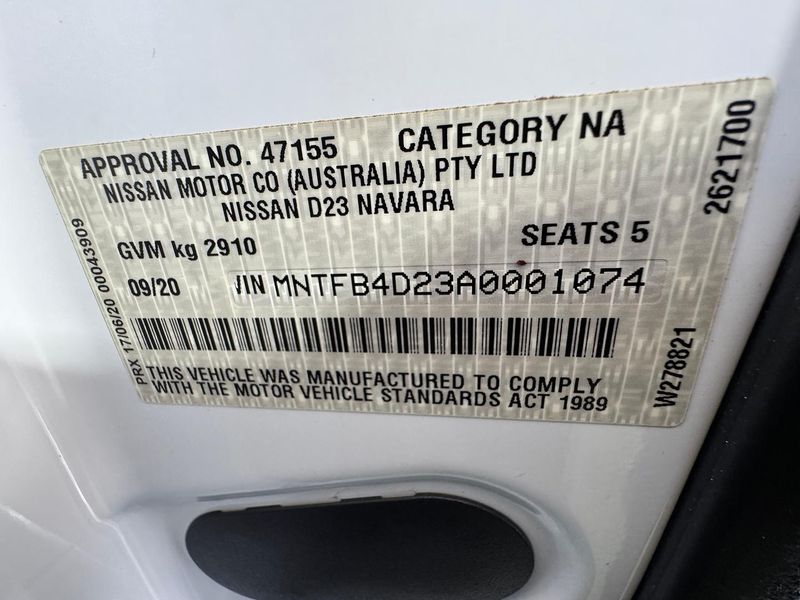 APPROVAL NO. 47155 CATEGORY NA
NISSAN MOTOR CO (AUSTRALIA) PTY LTD
NISSAN D23 NAVARA
GVM kg 2910 SEATS 5
09/20 VIN MNTFB4D23A0001074
THIS VEHICLE WAS MANUFACTURED TO COMPLY
WITH THE MOTOR VEHICLE STANDARDS ACT 1989
PRX 17/06/20 00043909
2621700
W278821